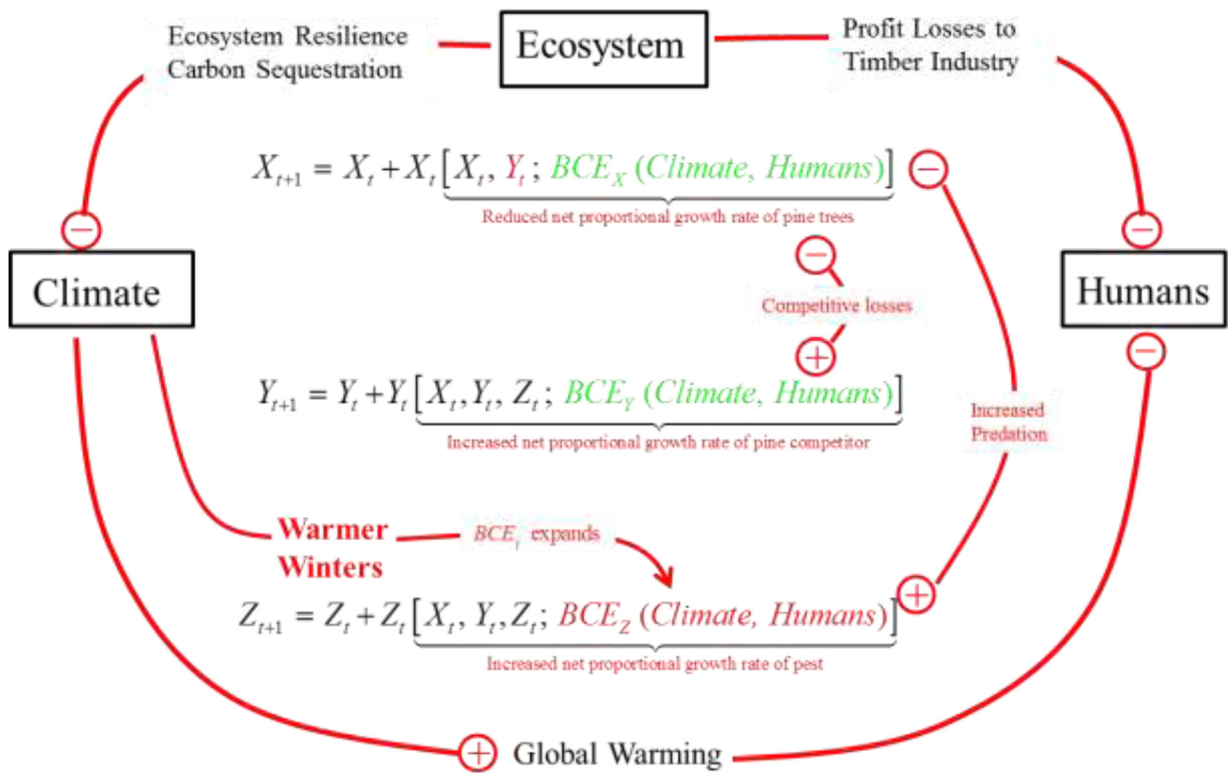 Ecosystem Resilience
Carbon Sequestration
Ecosystem
Profit Losses to
Timber Industry
X_{t+1} = X_t + X_t [X_t, Y_t; BCE_X (Climate, Humans)] −
Reduced net proportional growth rate of pine trees
−
−
Climate
−
Competitive losses
Humans
+
−
Y_{t+1} = Y_t + Y_t [X_t, Y_t, Z_t; BCE_Y (Climate, Humans)]
Increased net proportional growth rate of pine competitor
Increased
Predation
Warmer
Winters
BCE expands
Z_{t+1} = Z_t + Z_t [X_t, Y_t, Z_t; BCE_Z (Climate, Humans)] +
Increased net proportional growth rate of pest
+ Global Warming